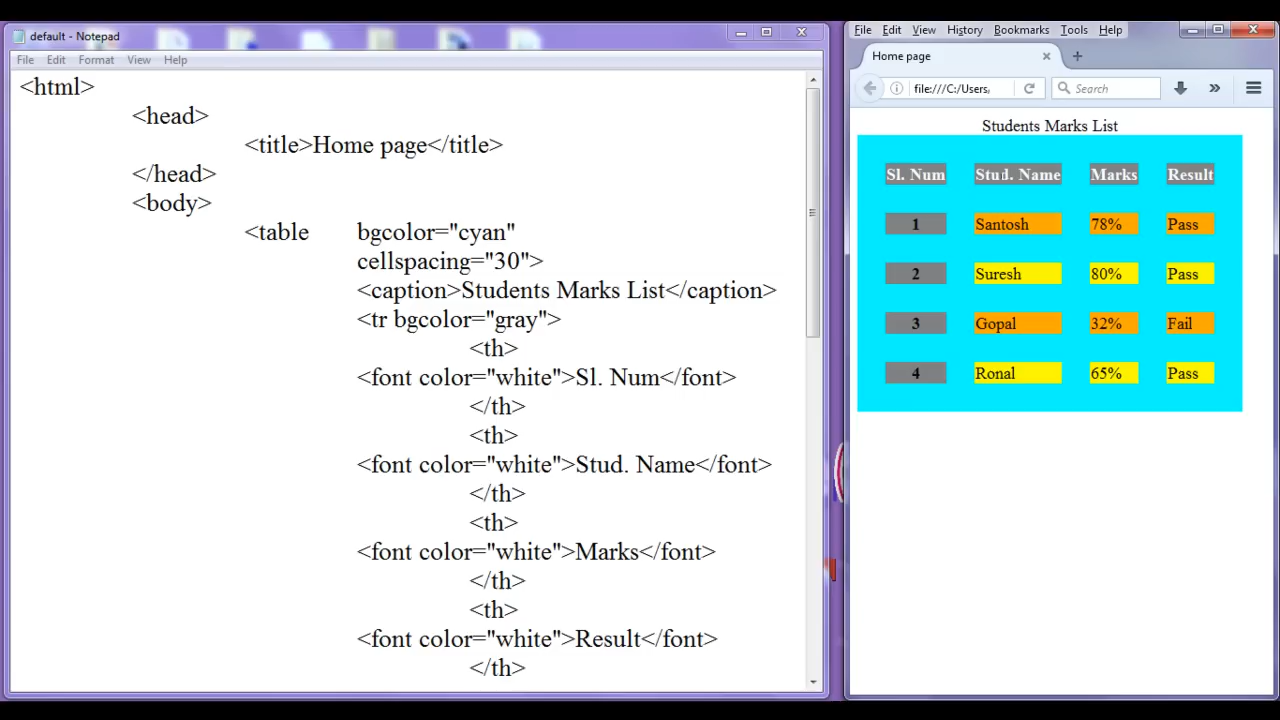 default - Notepad
File Edit Format View Help
<html>
<head>
<title>Home page</title>
</head>
<body>
<table bgcolor="cyan"
cellspacing="30">
<caption>Students Marks List</caption>
<tr bgcolor="gray">
<th>
<font color="white">Sl. Num</font>
</th>
<th>
<font color="white">Stud. Name</font>
</th>
<th>
<font color="white">Marks</font>
</th>
<th>
<font color="white">Result</font>
</th>
File Edit View History Bookmarks Tools Help
Home page
file:///C:/Users/
Search
Students Marks List
Sl. Num Stud. Name Marks Result
1 Santosh 78% Pass
2 Suresh 80% Pass
3 Gopal 32% Fail
4 Ronal 65% Pass